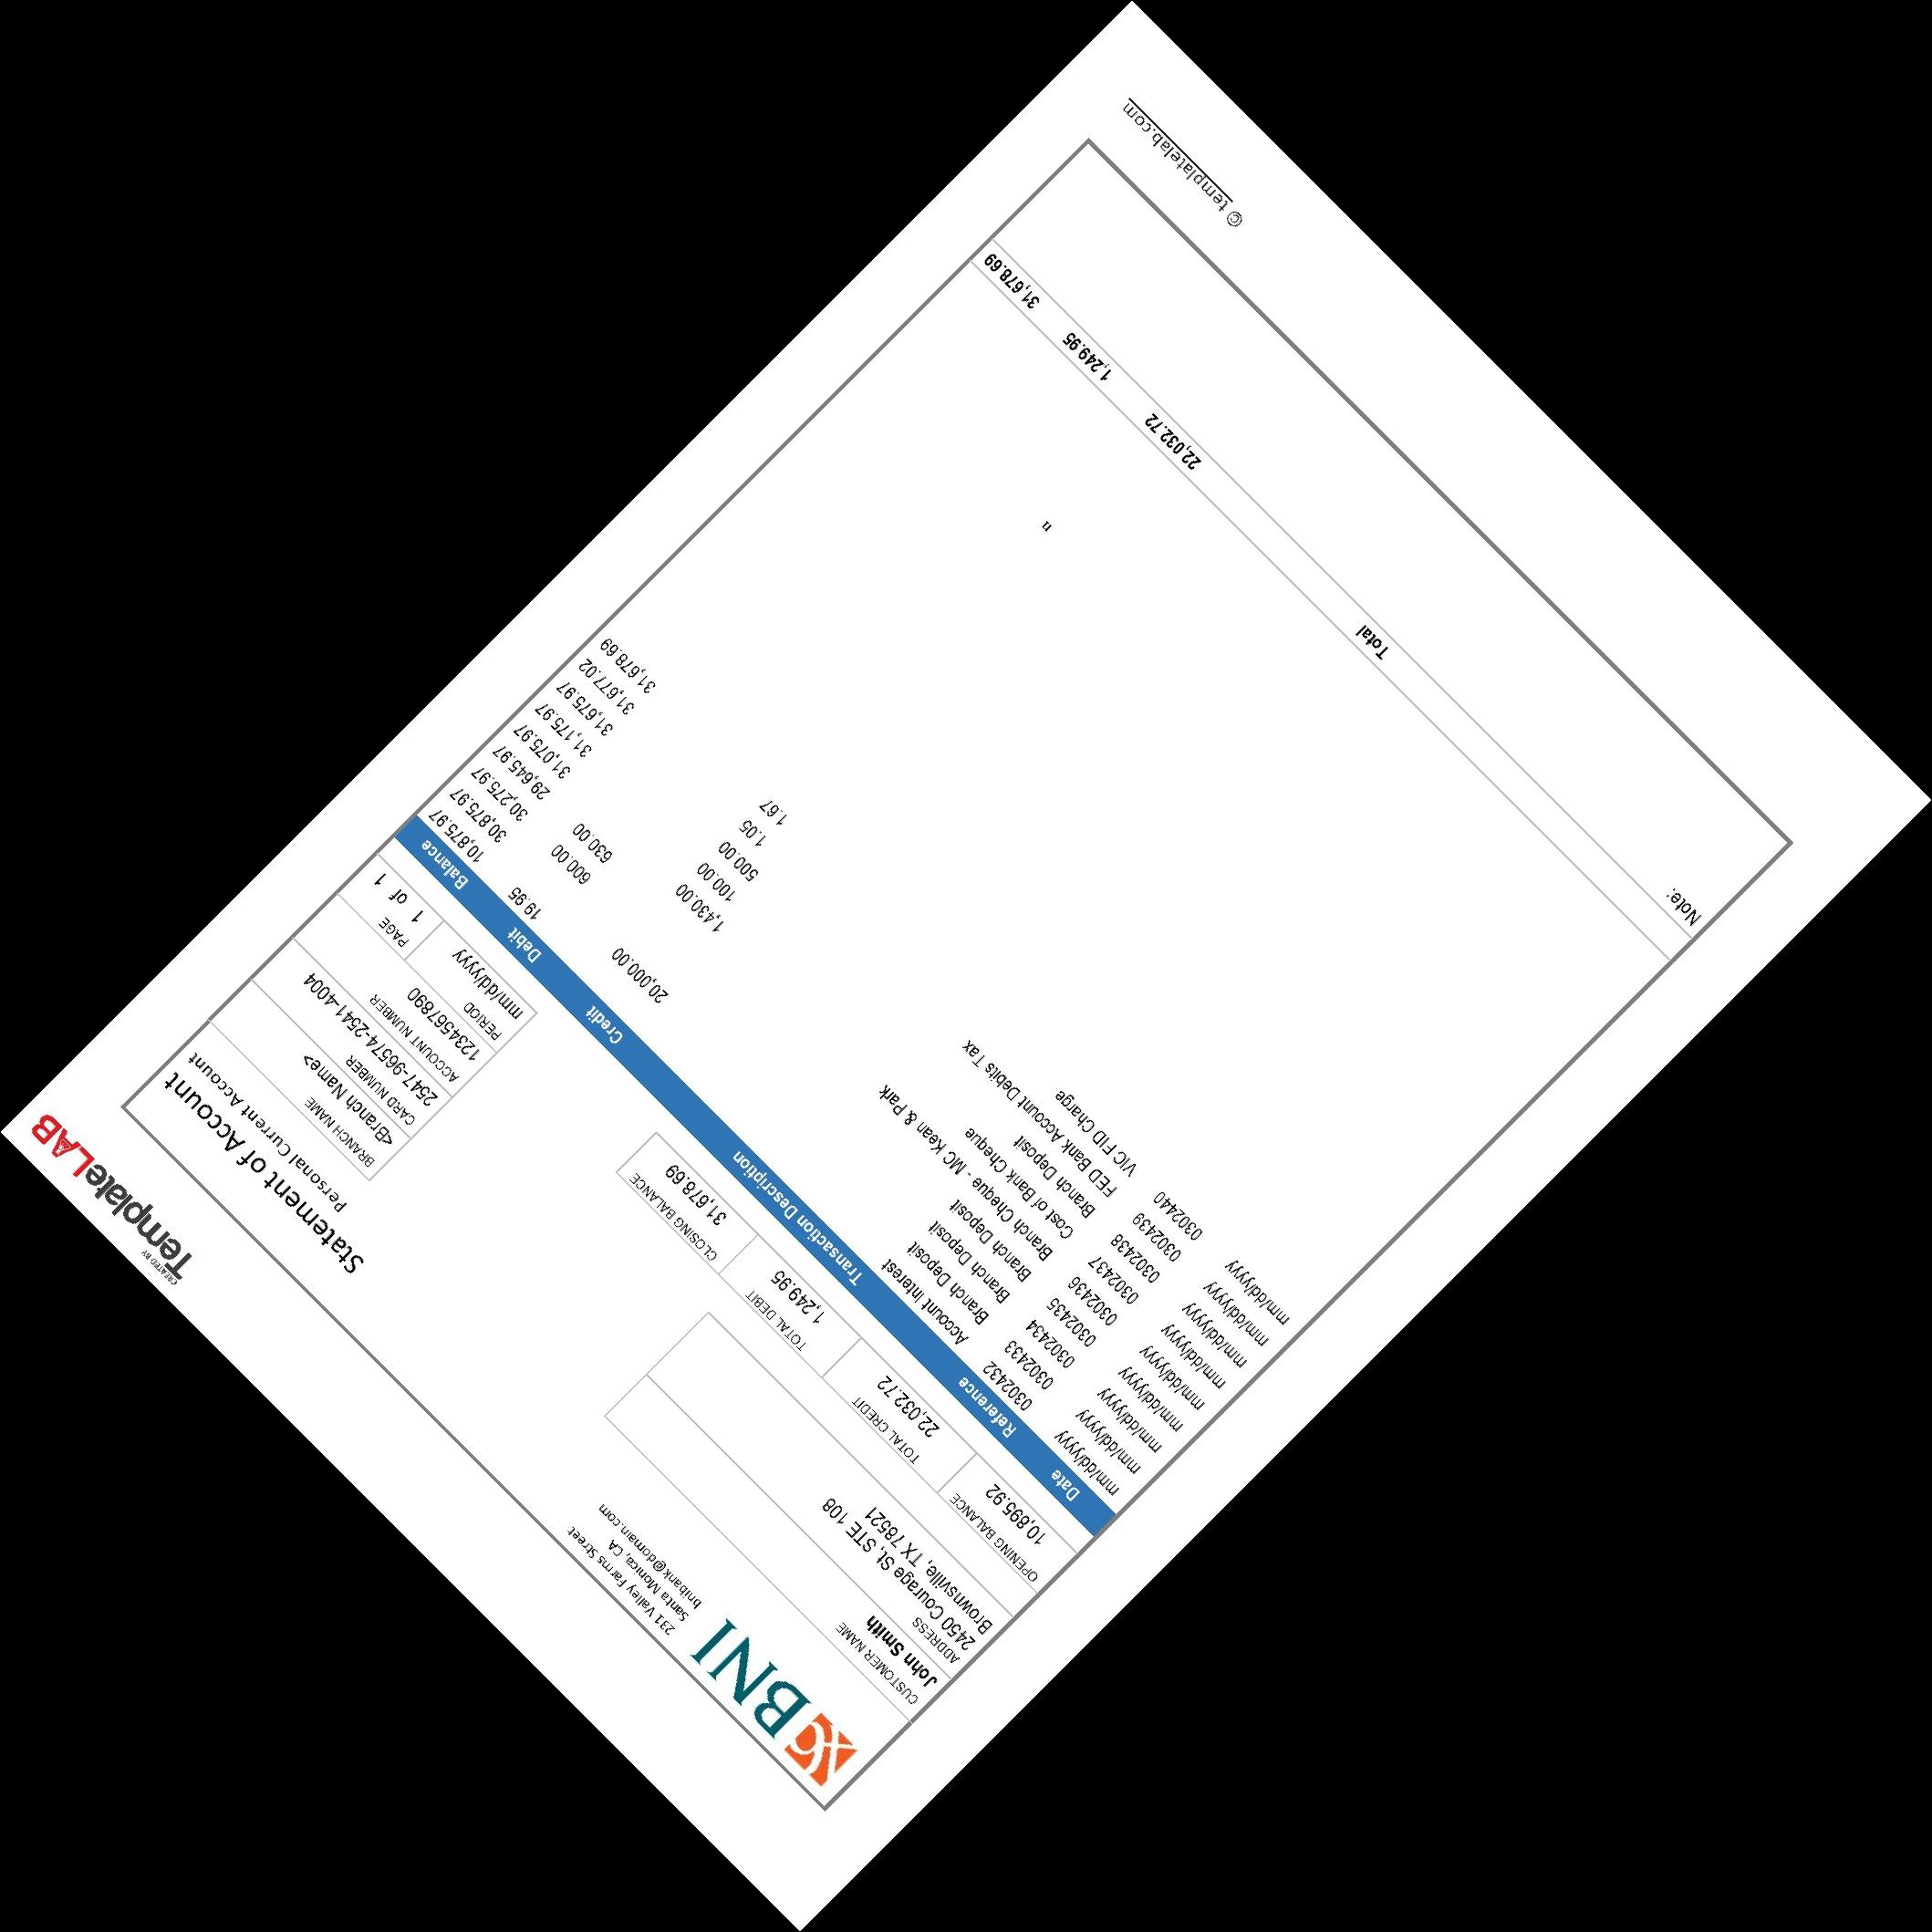 CREATED BY
TemplateLAB
BNI
231 Valley Farms Street
Santa Monica, CA
bnibank@domain.com
Statement of Account
Personal Current Account
CUSTOMER NAME
John Smith
ADDRESS
2450 Courage St, STE 108
Brownsville, TX 78521
BRANCH NAME
<Branch Name>
CARD NUMBER
2547-96574-2541-4004
ACCOUNT NUMBER
1234567890
PERIOD PAGE
mm/dd/yyyy 1 of 1
OPENING BALANCE TOTAL CREDIT TOTAL DEBIT CLOSING BALANCE
10,895.92 22,032.72 1,249.95 31,678.69
Date Reference Transaction Description Credit Debit Balance
mm/dd/yyyy 0302432 Account Interest 19.95 10,875.97
mm/dd/yyyy 0302433 Branch Deposit 20,000.00 30,875.97
mm/dd/yyyy 0302434 Branch Deposit 600.00 30,275.97
mm/dd/yyyy 0302435 Branch Deposit 630.00 29,645.97
mm/dd/yyyy 0302436 Branch Cheque - MC Kean & Park 1,430.00 31,075.97
mm/dd/yyyy 0302437 Cost of Bank Cheque 100.00 31,175.97
mm/dd/yyyy 0302438 Branch Deposit 500.00 31,675.97
mm/dd/yyyy 0302439 FED Bank Account Debits Tax 1.05 31,677.02
mm/dd/yyyy 0302440 VIC FID Charge 1.67 31,678.69
n
Total 22,032.72 1,249.95 31,678.69
Note:
© templatelab.com